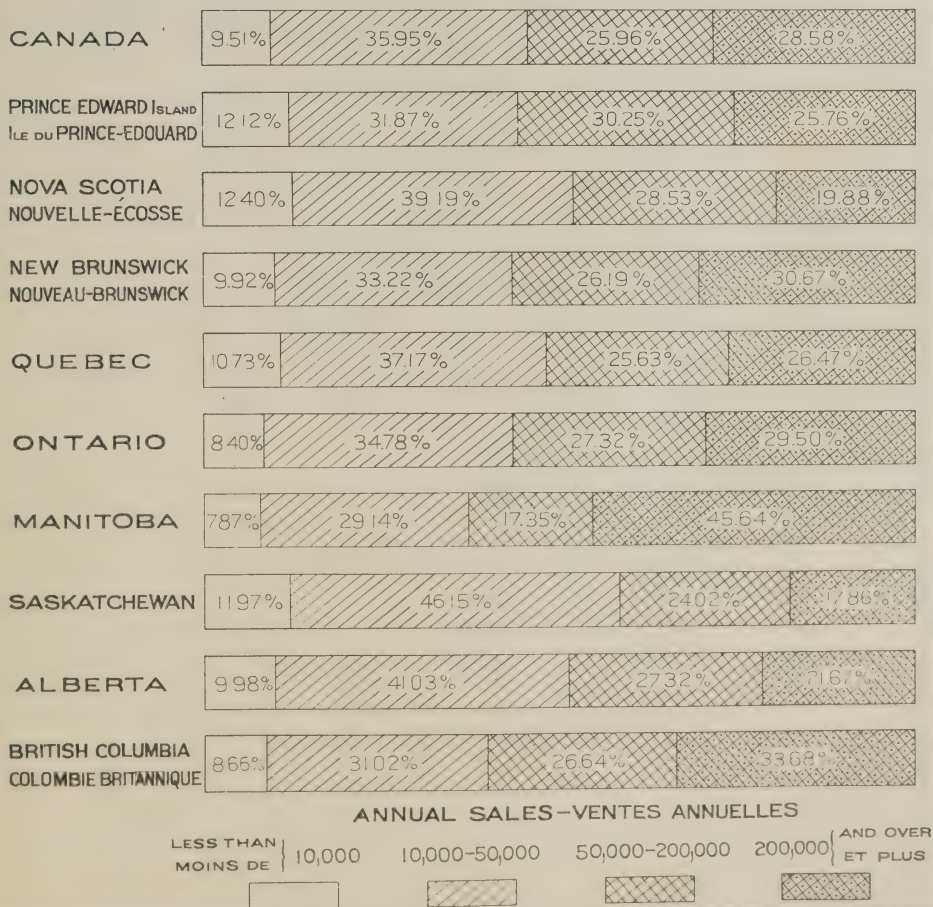 CANADA 9.51% 35.95% 25.96% 28.58%
PRINCE EDWARD ISLAND
ILE DU PRINCE-EDOUARD 12.12% 31.87% 30.25% 25.76%
NOVA SCOTIA
NOUVELLE-ÉCOSSE 12.40% 39.19% 28.53% 19.88%
NEW BRUNSWICK
NOUVEAU-BRUNSWICK 9.92% 33.22% 26.19% 30.67%
QUEBEC 10.73% 37.17% 25.63% 26.47%
ONTARIO 8.40% 34.78% 27.32% 29.50%
MANITOBA 7.87% 29.14% 17.35% 45.64%
SASKATCHEWAN 11.97% 46.15% 24.02% 17.86%
ALBERTA 9.98% 41.03% 27.32% 21.67%
BRITISH COLUMBIA
COLOMBIE BRITANNIQUE 8.66% 31.02% 26.64% 33.68%
ANNUAL SALES-VENTES ANNUELLES
LESS THAN
MOINS DE { 10,000 10,000-50,000 50,000-200,000 200,000 { AND OVER
ET PLUS